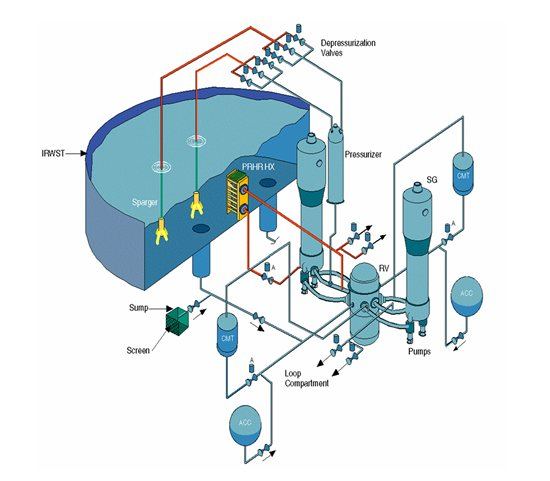 Depressurization
Valves
IRWST
PRHR HX
Pressurizer
CMT
SG
Sparger
A
A
RV
ACC
Sump
CMT
Screen
Pumps
A
Loop
Compartment
ACC